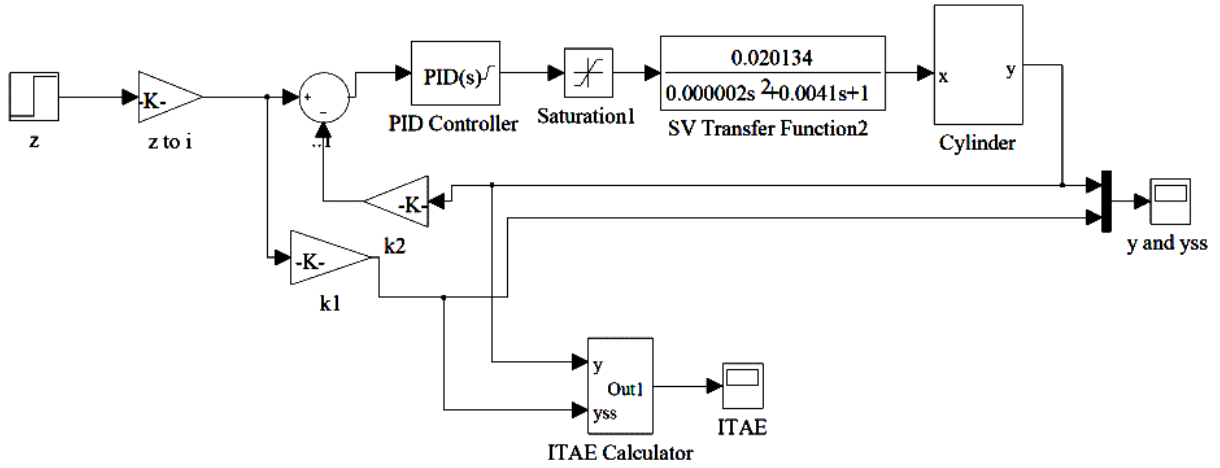 z
-K-
z to i
+
-
PID(s)
PID Controller
Saturation1
0.020134
0.000002s 2+0.0041s+1
SV Transfer Function2
x
y
Cylinder
-K-
k2
-K-
k1
y and yss
y
yss
Out1
ITAE Calculator
ITAE